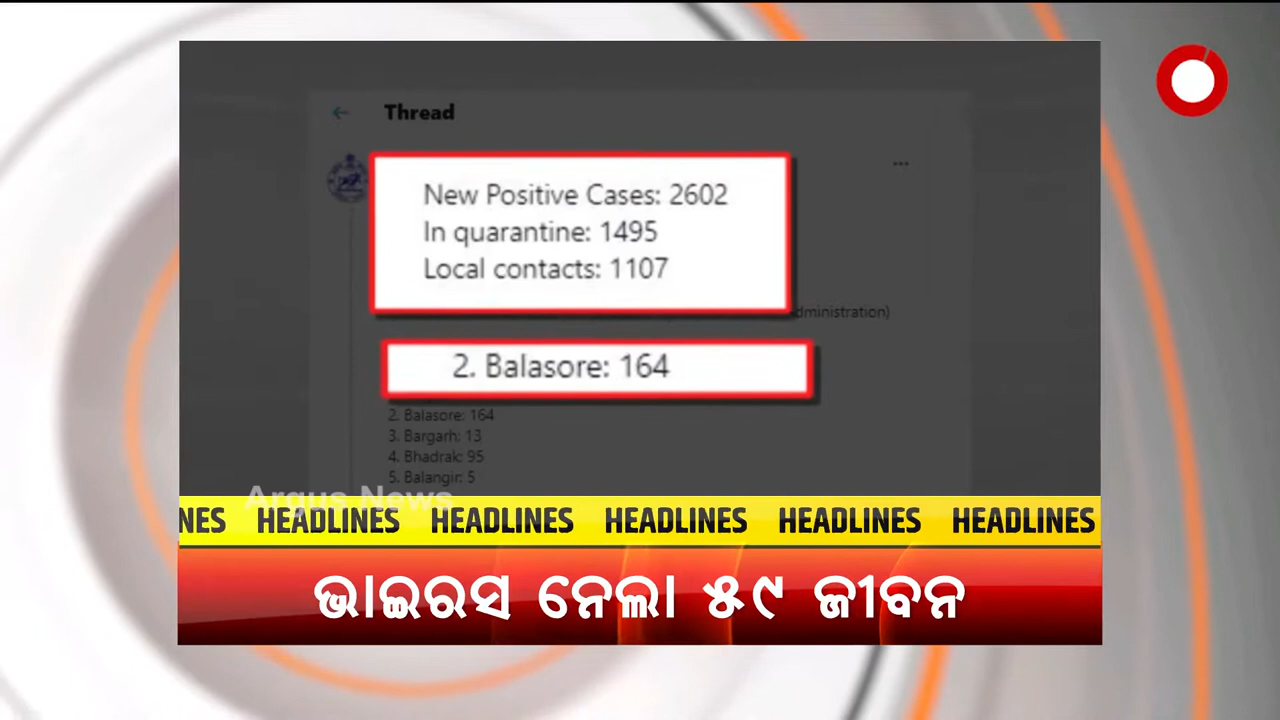 Thread
New Positive Cases: 2602
In quarantine: 1495
Local contacts: 1107
dministration)
2. Balasore: 164
2. Balasore: 164
3. Bargarh: 13
4. Bhadrak: 95
5. Balangir: 5
Argus News
NES HEADLINES HEADLINES HEADLINES HEADLINES HEADLINES
ଭାଇରସ ନେଲା ୫୯ ଜୀବନ